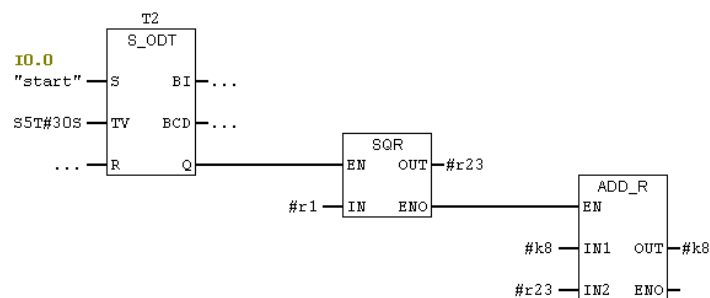 T2
S_ODT
I0.0
"start" S BI ...
S5T#30S TV BCD ...
... R Q
SQR
EN OUT #r23
#r1 IN ENO
ADD_R
EN
#k8 IN1 OUT #k8
#r23 IN2 ENO